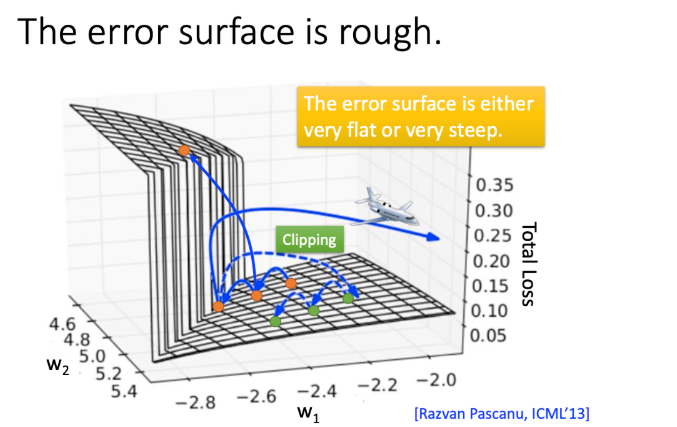 The error surface is rough.
The error surface is either
very flat or very steep.
Clipping
0.35
0.30
0.25
0.20
0.15
0.10
0.05
Total Loss
4.6
4.8
5.0
5.2
5.4
w2
−2.8
−2.6
−2.4
−2.2
−2.0
w1
[Razvan Pascanu, ICML’13]